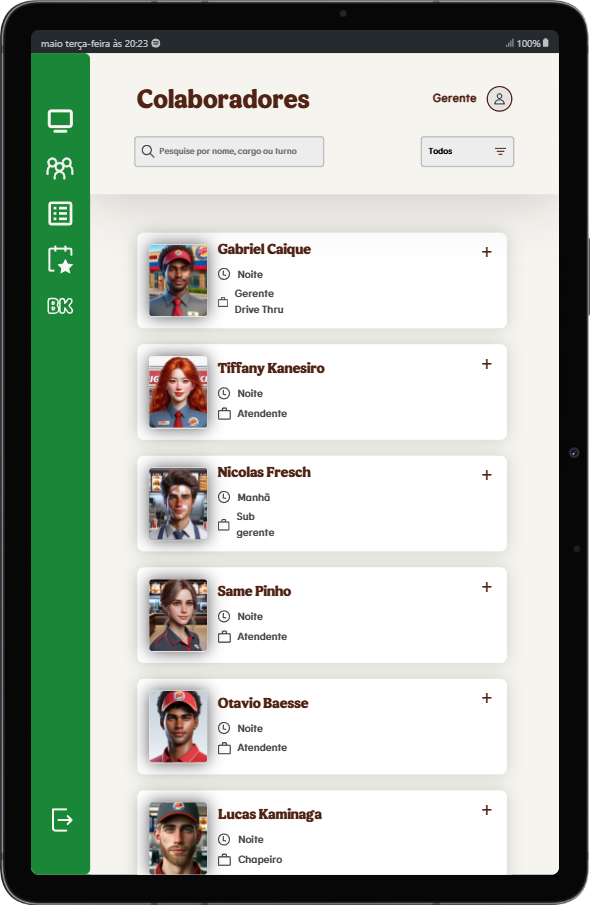 maio terça-feira às 20:23
100%
Colaboradores
Gerente
Pesquise por nome, cargo ou turno
Todos
BK
Gabriel Caique
+
Noite
Gerente
Drive Thru
Tiffany Kanesiro
+
Noite
Atendente
Nicolas Fresch
+
Manhã
Sub
gerente
Same Pinho
+
Noite
Atendente
Otavio Baesse
+
Noite
Atendente
Lucas Kaminaga
+
Noite
Chapeiro